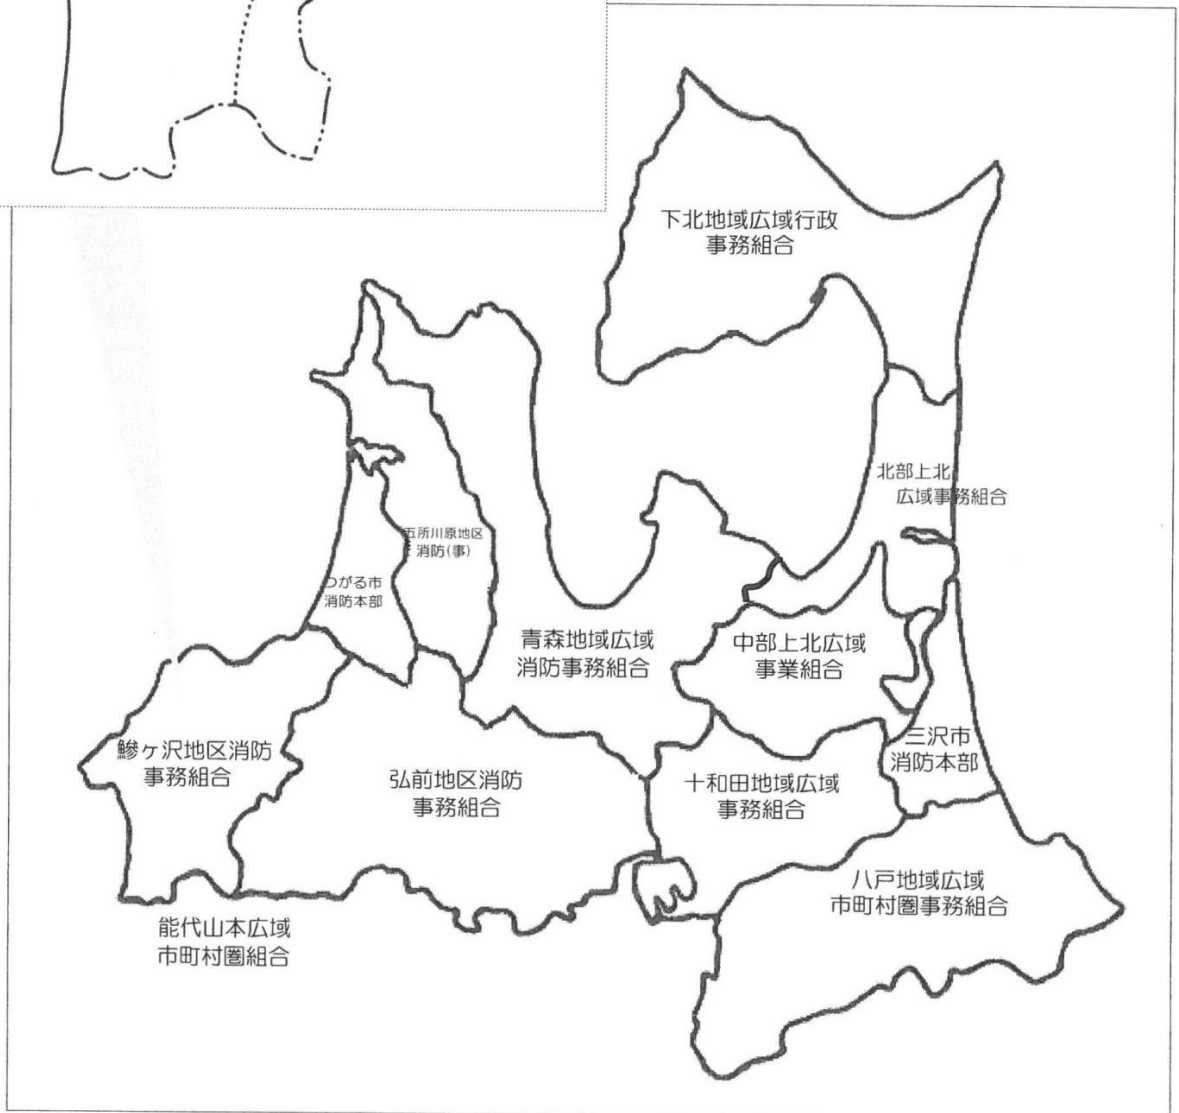 下北地域広域行政
事務組合
北部上北
広域事務組合
五所川原地区
消防(事)
つがる市
消防本部
青森地域広域
消防事務組合
中部上北広域
事業組合
三沢市
消防本部
鰺ヶ沢地区消防
事務組合
弘前地区消防
事務組合
十和田地域広域
事務組合
八戸地域広域
市町村圏事務組合
能代山本広域
市町村圏組合